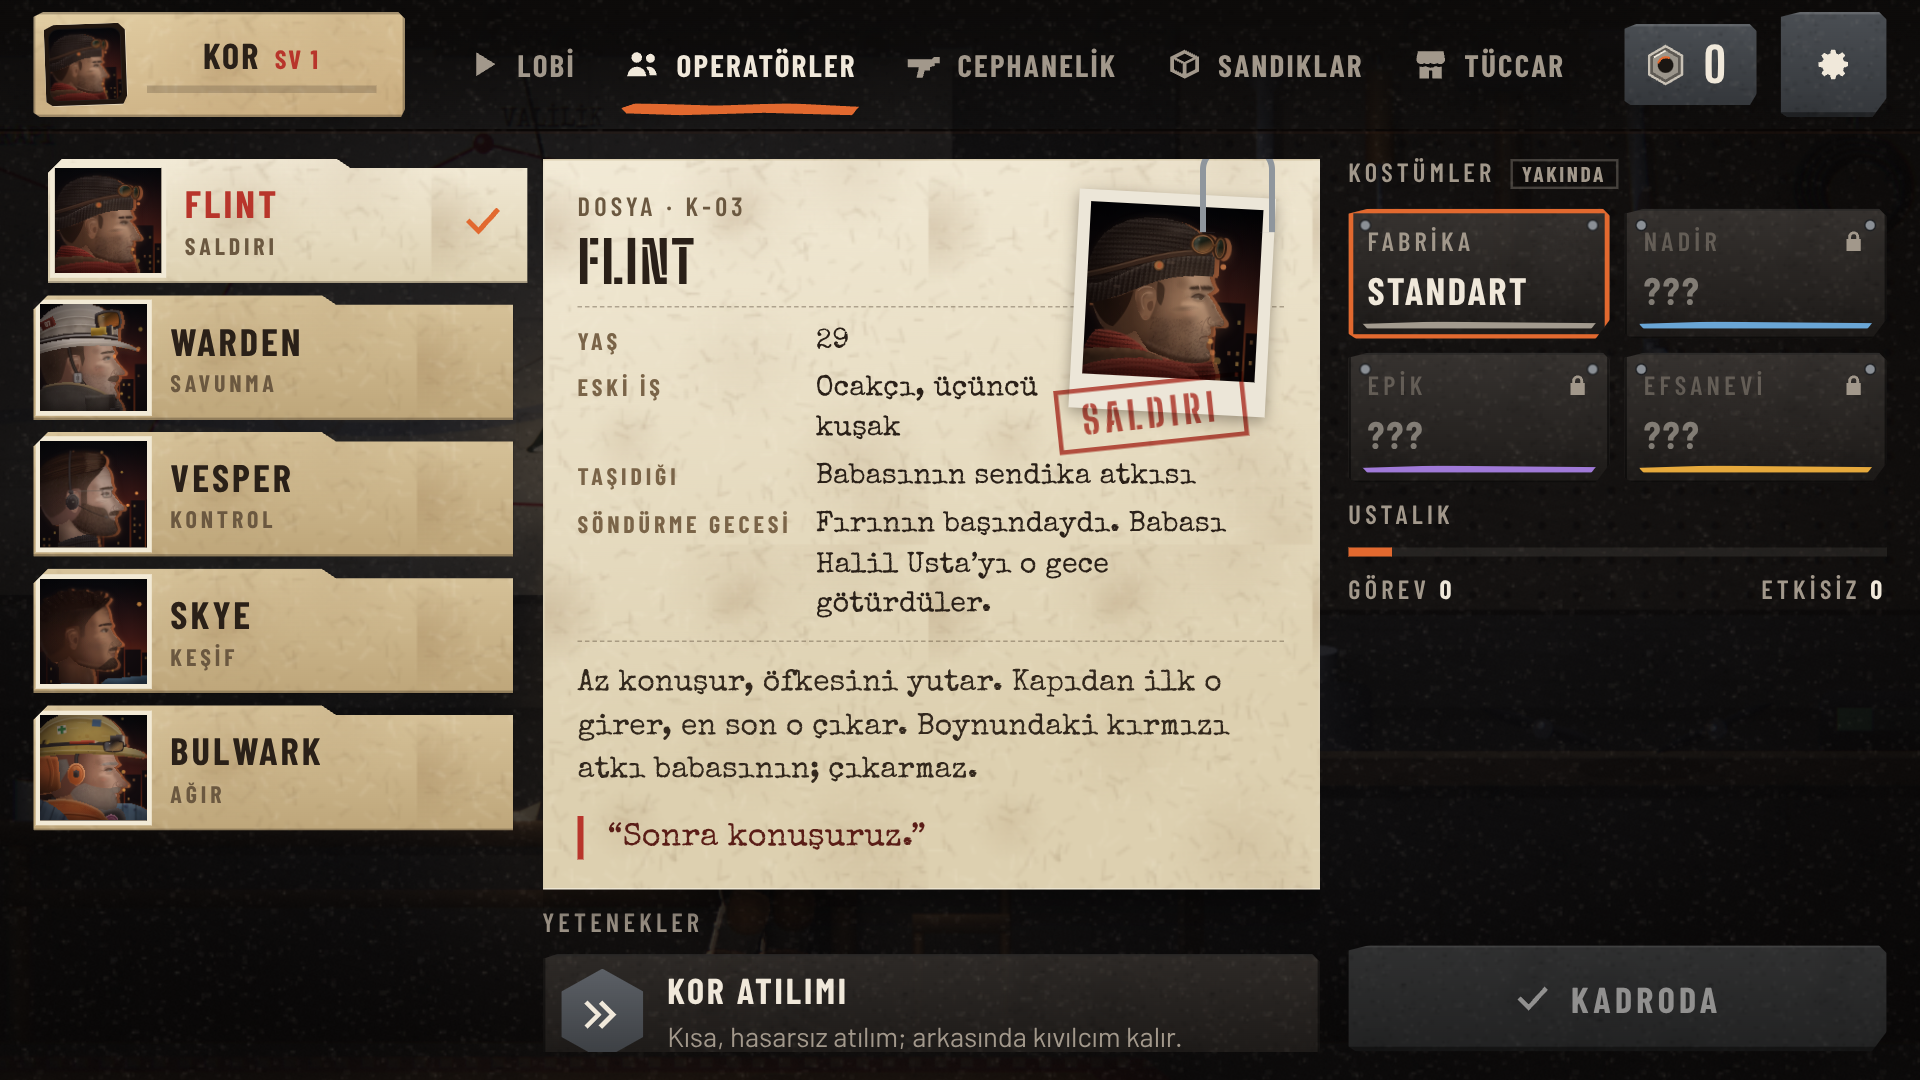 KOR SV 1
LOBİ
OPERATÖRLER
CEPHANELİK
SANDIKLAR
TÜCCAR
0
FLINT
SALDIRI
WARDEN
SAVUNMA
VESPER
KONTROL
SKYE
KEŞİF
BULWARK
AĞIR
DOSYA · K-03
FLINT
YAŞ 29
ESKİ İŞ Ocakçı, üçüncü
kuşak
SALDIRI
TAŞIDIĞI Babasının sendika atkısı
SÖNDÜRME GECESİ Fırının başındaydı. Babası
Halil Usta’yı o gece
götürdüler.
Az konuşur, öfkesini yutar. Kapıdan ilk o
girer, en son o çıkar. Boynundaki kırmızı
atkı babasının; çıkarmaz.
“Sonra konuşuruz.”
YETENEKLER
KOR ATILIMI
Kısa, hasarsız atılım; arkasında kıvılcım kalır.
KOSTÜMLER YAKINDA
FABRİKA
STANDART
NADİR
???
EPİK
???
EFSANEVİ
???
USTALIK
GÖREV 0
ETKİSİZ 0
KADRODA